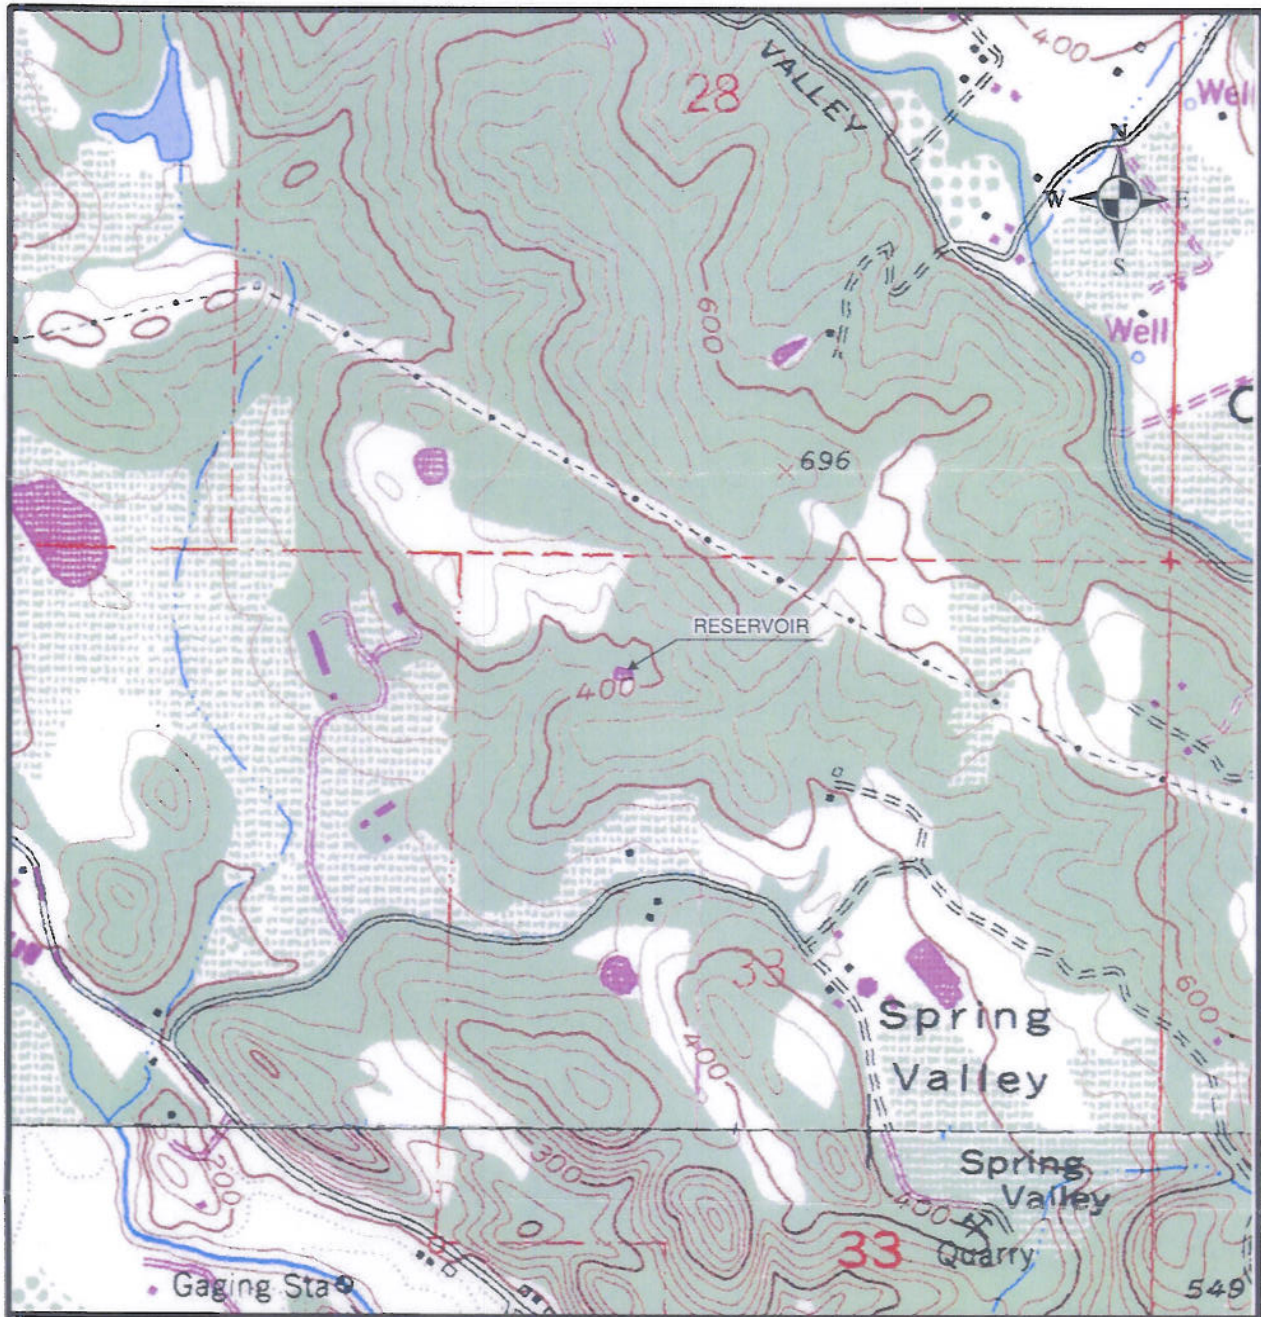 400
VALLEY
28
Well
N
W
E
S
600
Well
C
696
RESERVOIR
400
33
600
Spring
Valley
400
Spring
Valley
300
200
400
33
Quarry
Gaging Sta
549